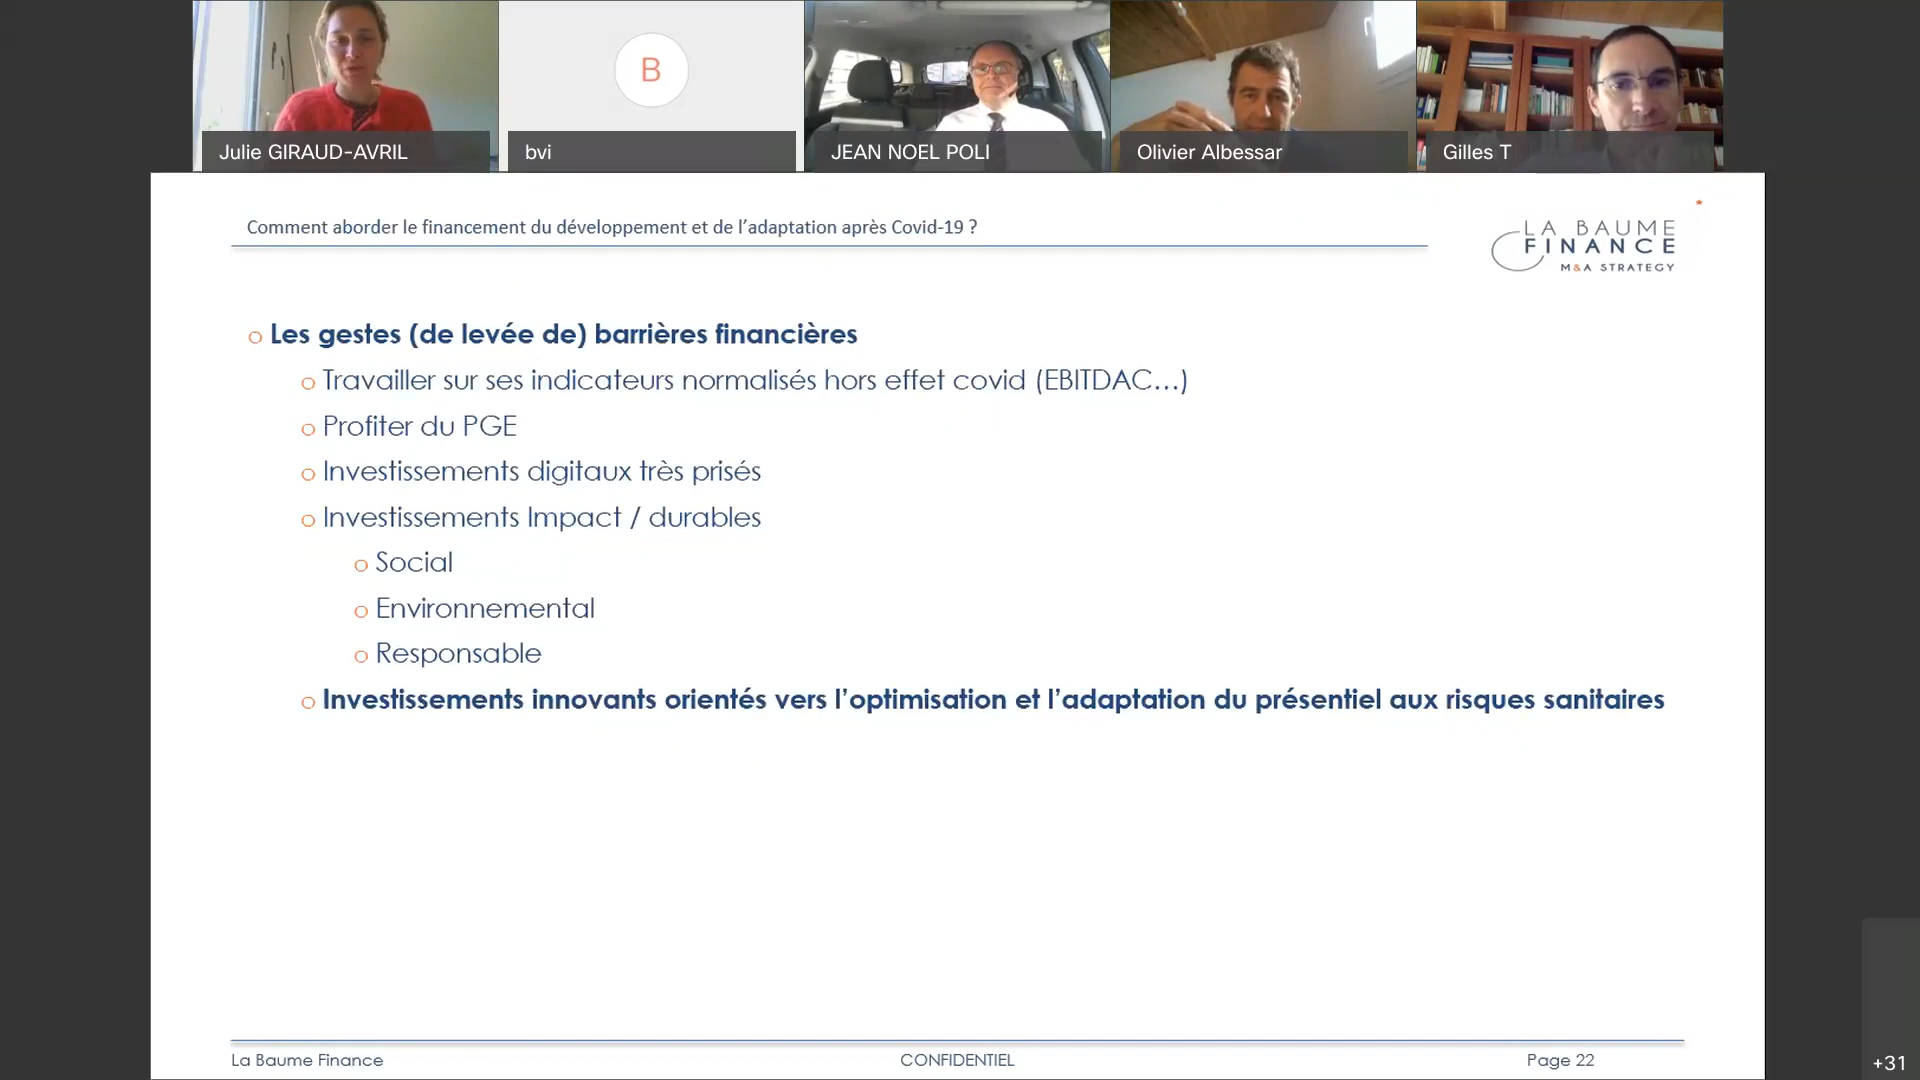 B
Julie GIRAUD-AVRIL
bvi
JEAN NOEL POLI
Olivier Albessar
Gilles T
Comment aborder le financement du développement et de l'adaptation après Covid-19 ?
LA BAUME
FINANCE
M&A STRATEGY
o Les gestes (de levée de) barrières financières
o Travailler sur ses indicateurs normalisés hors effet covid (EBITDAC…)
o Profiter du PGE
o Investissements digitaux très prisés
o Investissements Impact / durables
o Social
o Environnemental
o Responsable
o Investissements innovants orientés vers l'optimisation et l'adaptation du présentiel aux risques sanitaires
La Baume Finance
CONFIDENTIEL
Page 22
+31